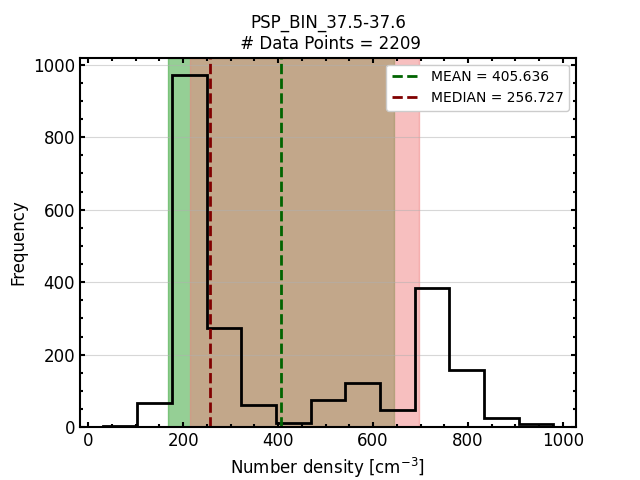 PSP_BIN_37.5-37.6
# Data Points = 2209
MEAN = 405.636
MEDIAN = 256.727
Frequency
1000
800
600
400
200
0
0 200 400 600 800 1000
Number density [cm⁻³]